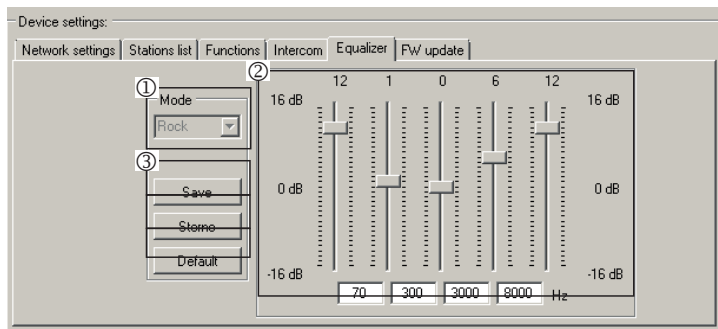 Device settings:
Network settings Stations list Functions Intercom Equalizer FW update
①
Mode
Rock
③
Save
Storno
Default
②
12 1 0 6 12
16 dB 16 dB
0 dB 0 dB
-16 dB -16 dB
70 300 3000 8000 Hz